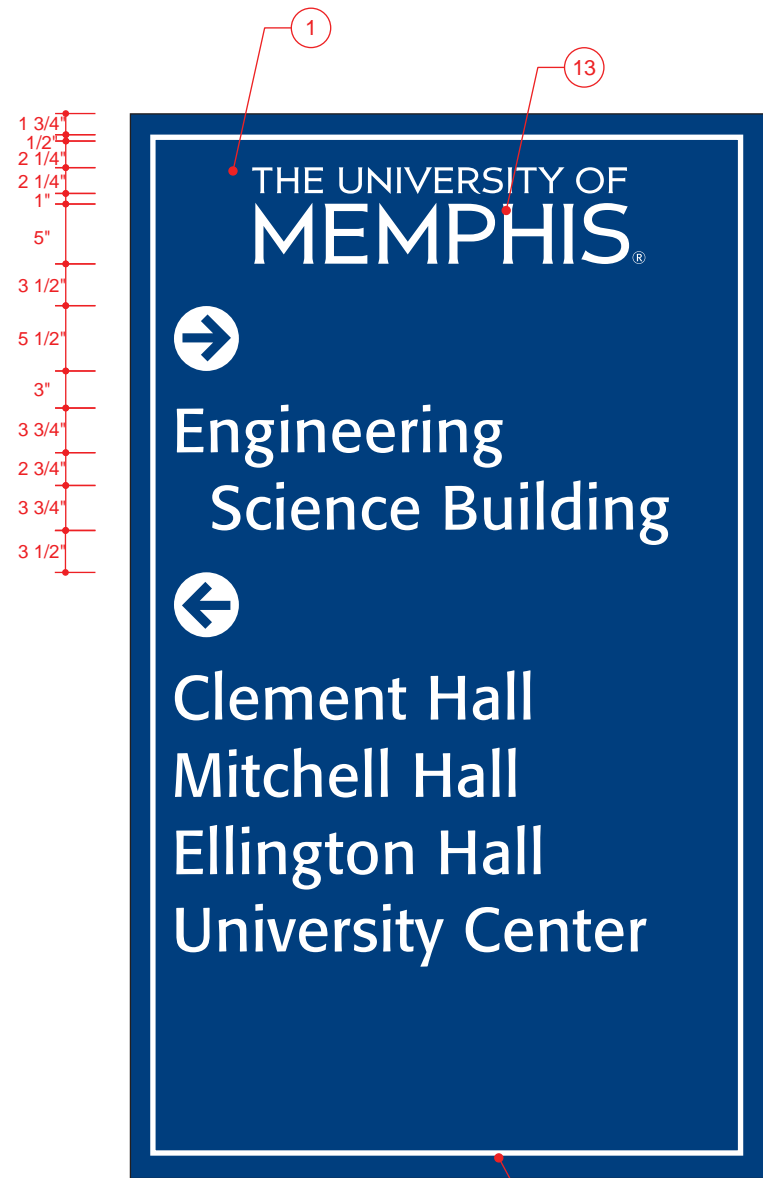 1
13
1 3/4"
1/2"
2 1/4"
2 1/4"
1"
5"
3 1/2"
5 1/2"
3"
3 3/4"
2 3/4"
3 3/4"
3 1/2"
THE UNIVERSITY OF
MEMPHIS®
Engineering
Science Building
Clement Hall
Mitchell Hall
Ellington Hall
University Center